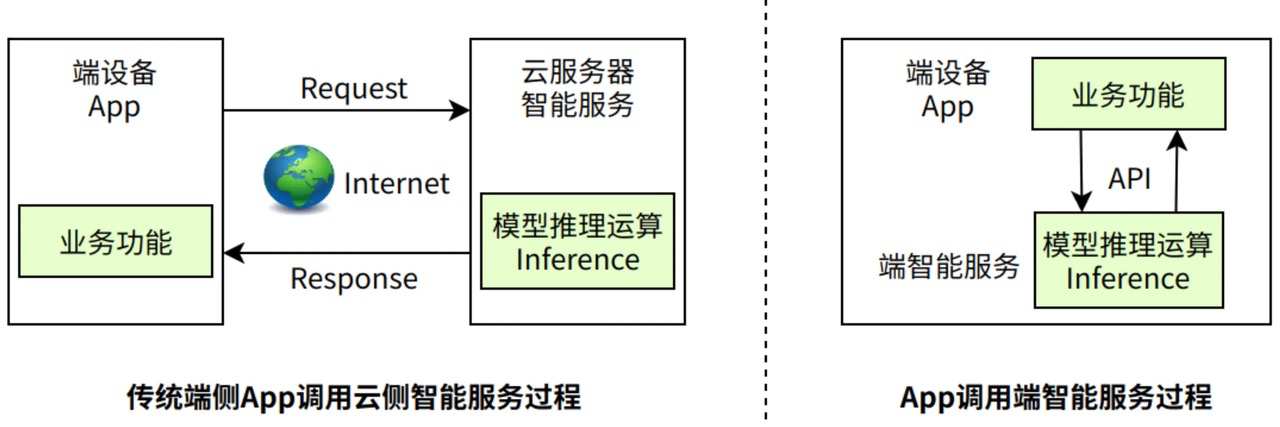 端设备
App
Request
云服务器
智能服务
Internet
业务功能
模型推理运算
Inference
Response
传统端侧App调用云侧智能服务过程
端设备
App
业务功能
API
端智能服务
模型推理运算
Inference
App调用端智能服务过程